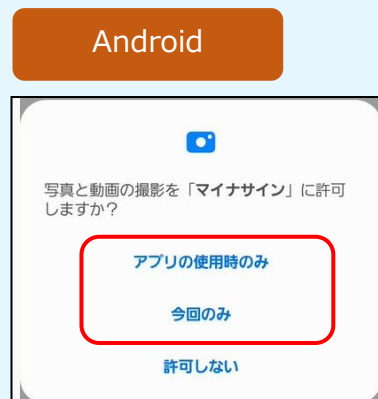 Android
写真と動画の撮影を「マイナサイン」に許可
しますか？
アプリの使用時のみ
今回のみ
許可しない